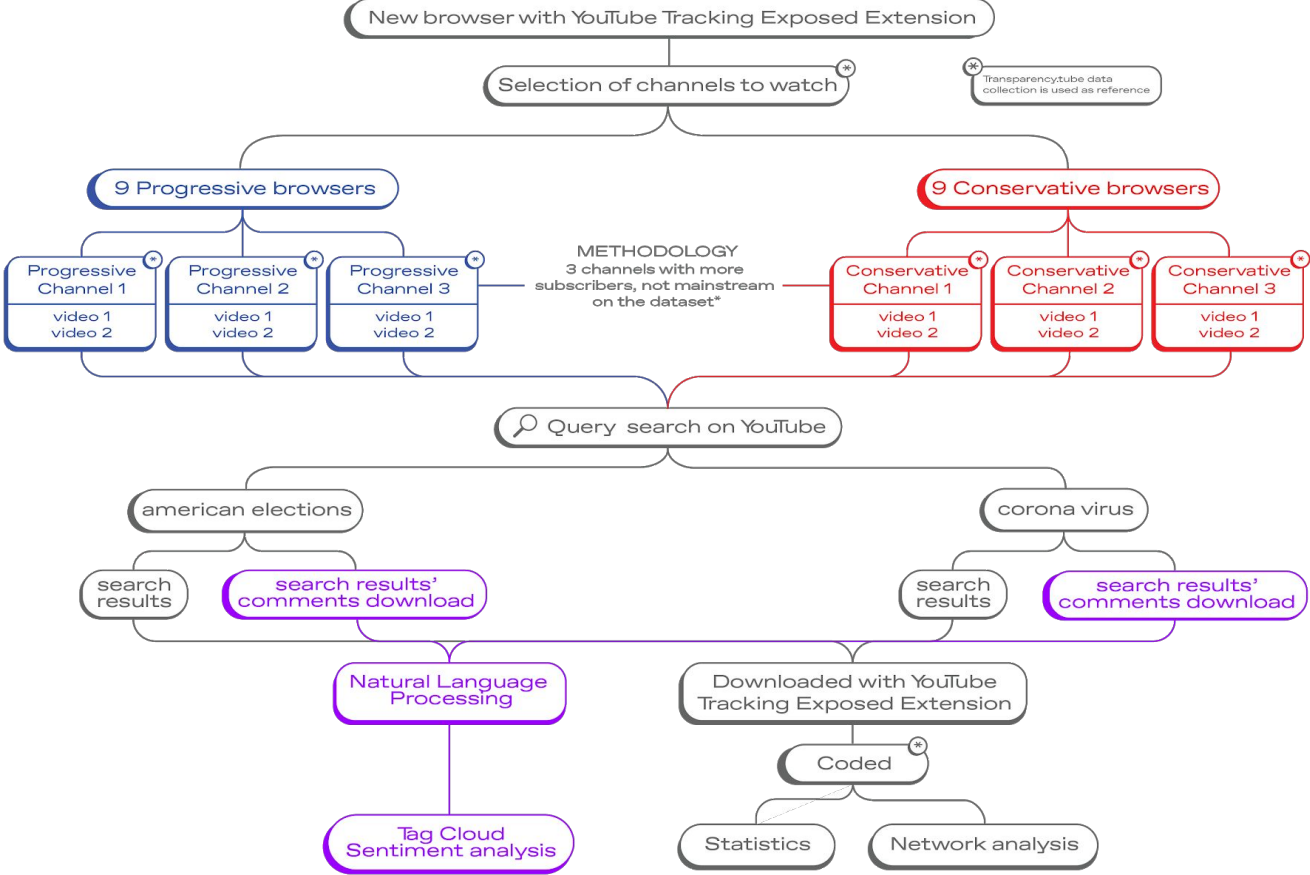 New browser with YouTube Tracking Exposed Extension
Selection of channels to watch
*
*
Transparency.tube data
collection is used as reference
9 Progressive browsers
9 Conservative browsers
Progressive
Channel 1
*
video 1
video 2
Progressive
Channel 2
*
video 1
video 2
Progressive
Channel 3
*
video 1
video 2
METHODOLOGY
3 channels with more
subscribers, not mainstream
on the dataset*
Conservative
Channel 1
*
video 1
video 2
Conservative
Channel 2
*
video 1
video 2
Conservative
Channel 3
*
video 1
video 2
Query search on YouTube
american elections
corona virus
search
results
search results'
comments download
search
results
search results'
comments download
Natural Language
Processing
Downloaded with YouTube
Tracking Exposed Extension
Coded
*
Tag Cloud
Sentiment analysis
Statistics
Network analysis